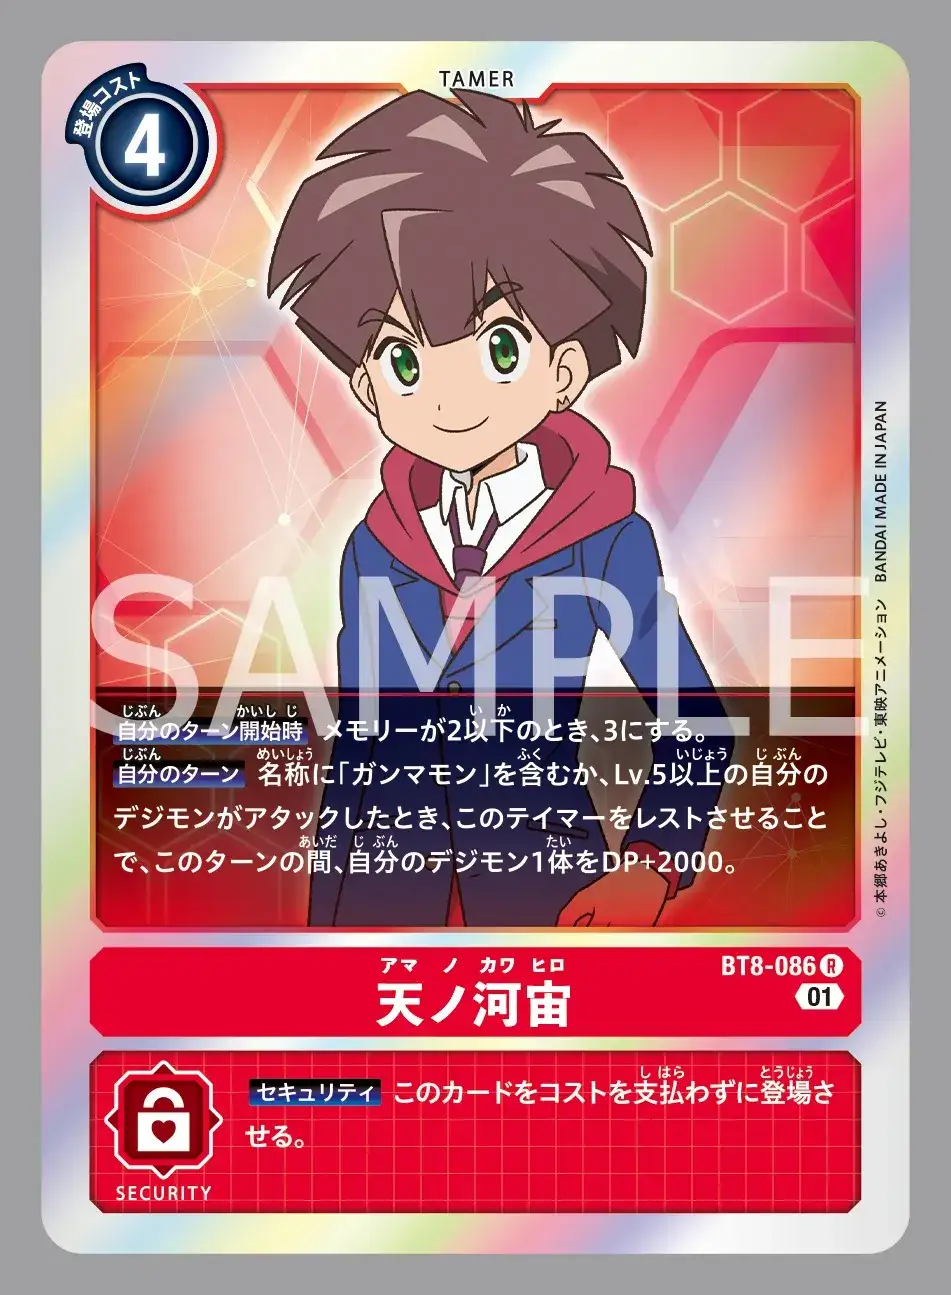 TAMER
登場コスト
4
SAMPLE
自分のターン開始時 メモリーが2以下のとき、3にする。
自分のターン 名称に「ガンマモン」を含むか、Lv.5以上の自分の
デジモンがアタックしたとき、このテイマーをレストさせること
で、このターンの間、自分のデジモン1体をDP+2000。
©本郷あきよし・フジテレビ・東映アニメーション BANDAI MADE IN JAPAN
アマ ノ カワ ヒロ
天ノ河宙
BT8-086 R
01
セキュリティ このカードをコストを支払わずに登場さ
せる。
SECURITY